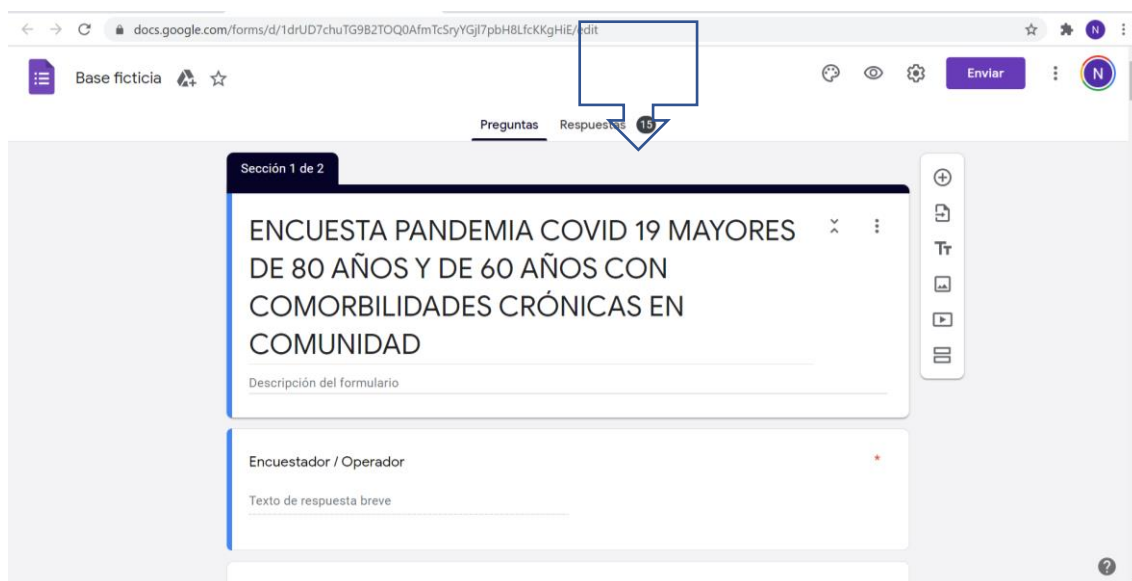 docs.google.com/forms/d/1drUD7chuTG9B2TOQ0AfmTcSryYGjl7pbH8LfcKKgHiE/edit
N
Base ficticia
Enviar
N
Preguntas Respuestas 15
Sección 1 de 2
ENCUESTA PANDEMIA COVID 19 MAYORES
DE 80 AÑOS Y DE 60 AÑOS CON
COMORBILIDADES CRÓNICAS EN
COMUNIDAD
Descripción del formulario
Tт
Encuestador / Operador *
Texto de respuesta breve